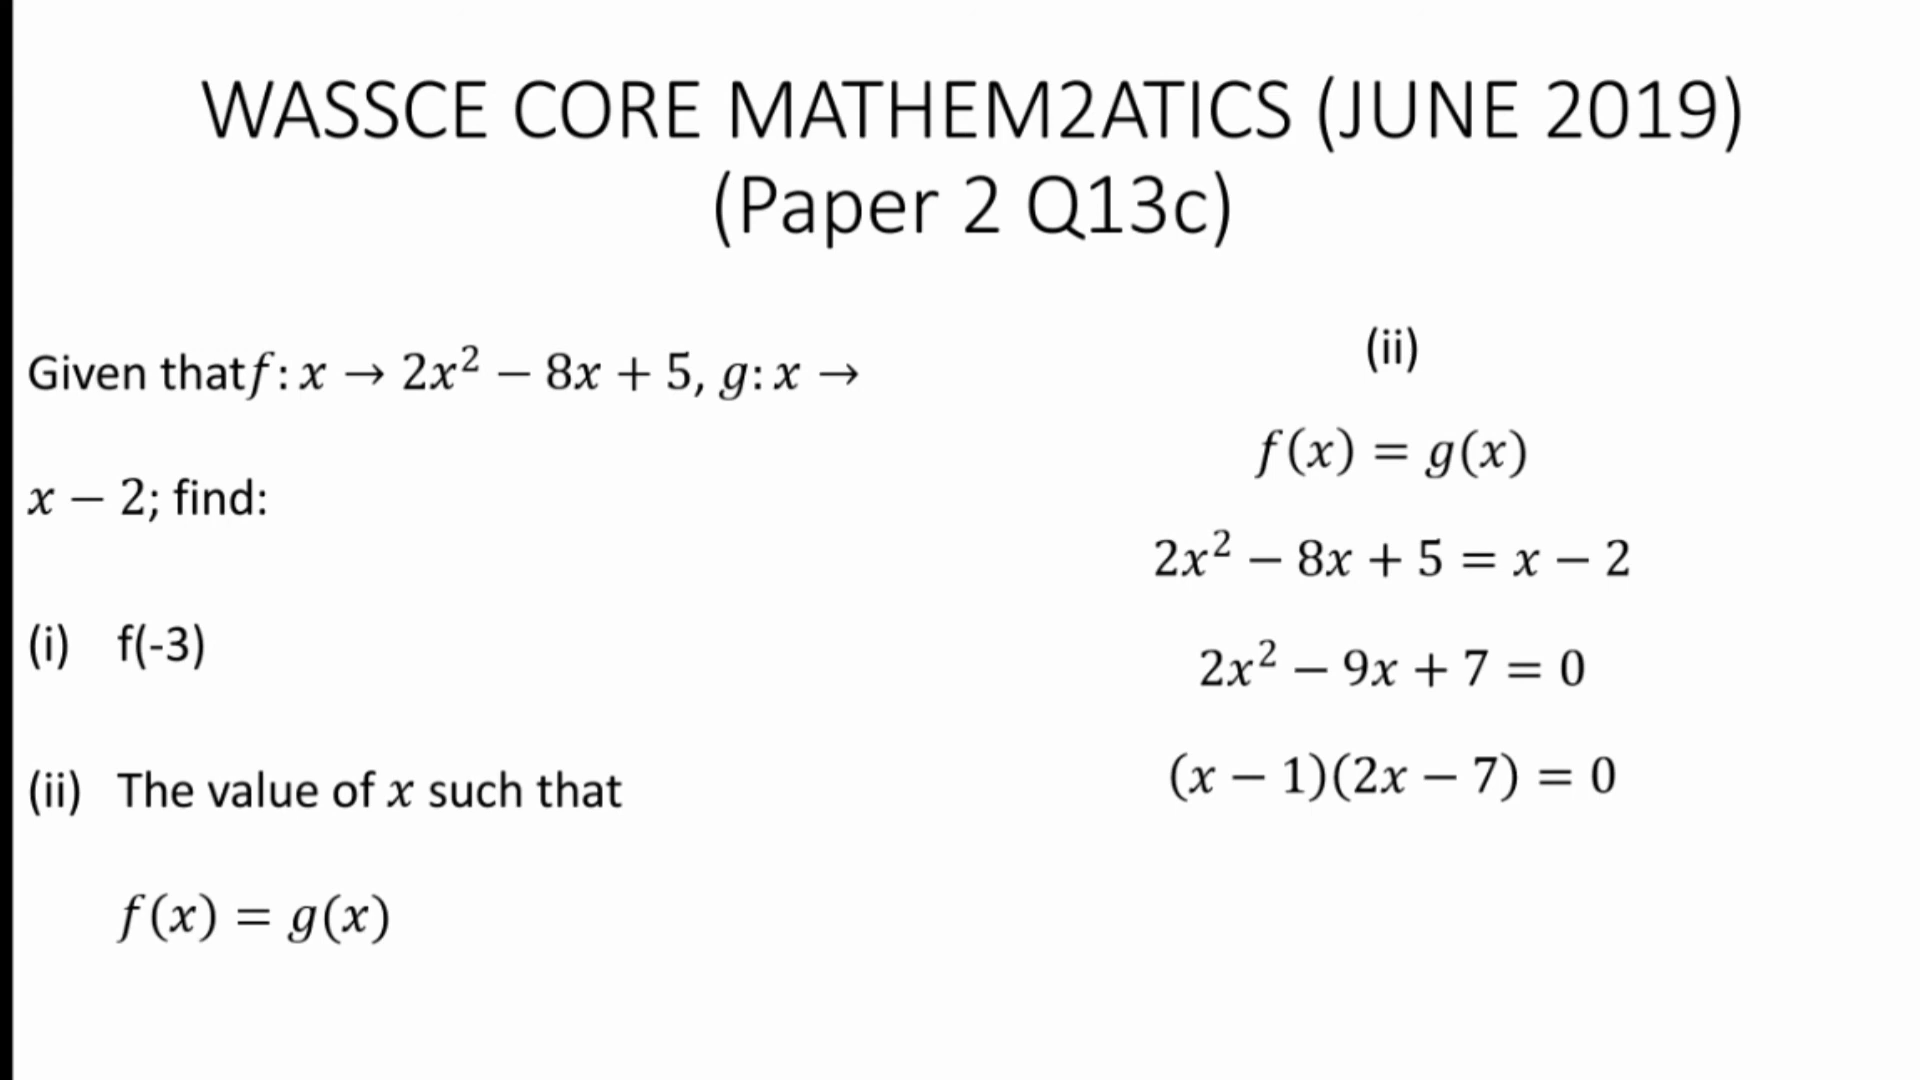 WASSCE CORE MATHEM2ATICS (JUNE 2019)
(Paper 2 Q13c)
Given that f: x → 2x² − 8x + 5, g: x →
x − 2; find:
(i) f(-3)
(ii) The value of x such that
f(x) = g(x)
(ii)
f(x) = g(x)
2x² − 8x + 5 = x − 2
2x² − 9x + 7 = 0
(x − 1)(2x − 7) = 0